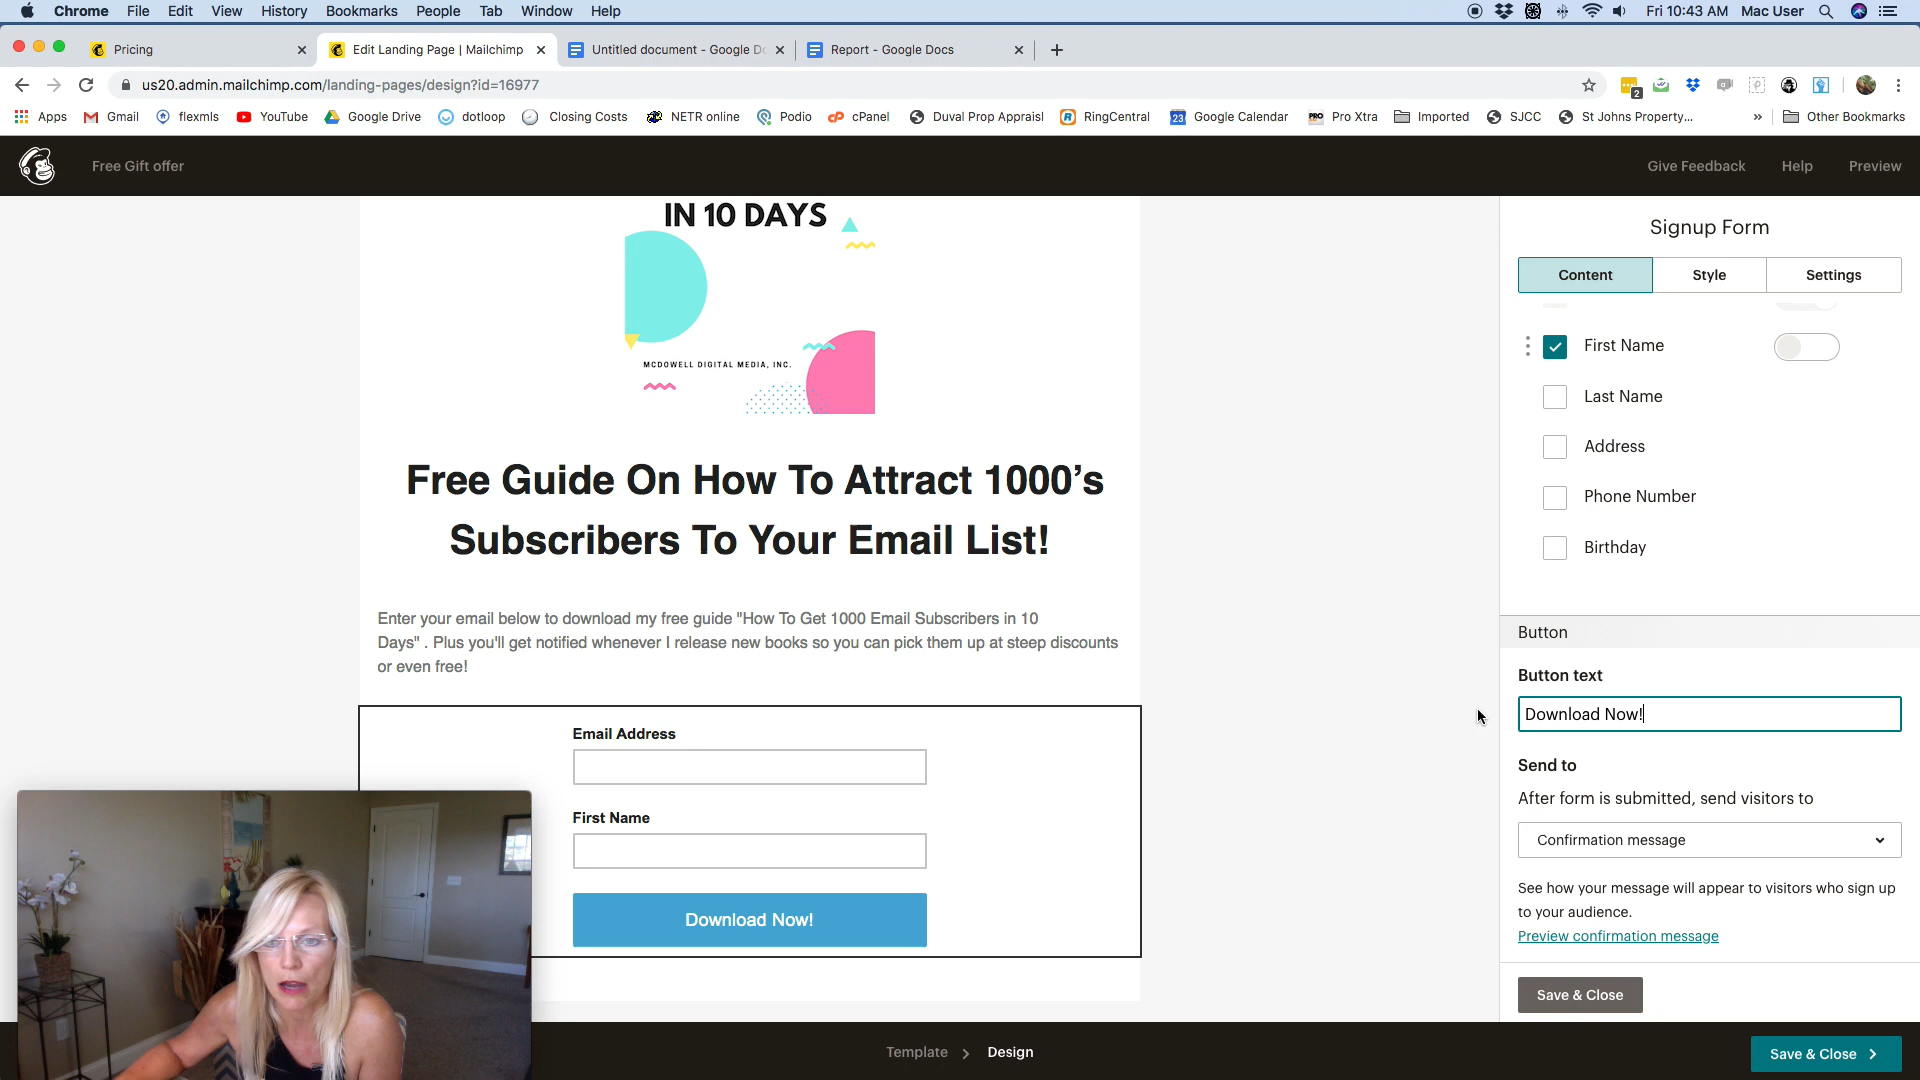 Chrome File Edit View History Bookmarks People Tab Window Help Fri 10:43 AM Mac User
Pricing Edit Landing Page | Mailchimp Untitled document - Google Do Report - Google Docs
us20.admin.mailchimp.com/landing-pages/design?id=16977 2
Apps Gmail flexmls YouTube Google Drive dotloop Closing Costs NETR online Podio cPanel Duval Prop Appraisl RingCentral 23 Google Calendar PRO Pro Xtra Imported SJCC St Johns Property... » Other Bookmarks
Free Gift offer Give Feedback Help Preview
IN 10 DAYS
MCDOWELL DIGITAL MEDIA, INC.
Free Guide On How To Attract 1000’s
Subscribers To Your Email List!
Enter your email below to download my free guide "How To Get 1000 Email Subscribers in 10
Days" . Plus you'll get notified whenever I release new books so you can pick them up at steep discounts
or even free!
Email Address
First Name
Download Now!
Signup Form
Content Style Settings
First Name
Last Name
Address
Phone Number
Birthday
Button
Button text
Download Now!
Send to
After form is submitted, send visitors to
Confirmation message
See how your message will appear to visitors who sign up
to your audience.
Preview confirmation message
Save & Close
Template Design
Save & Close